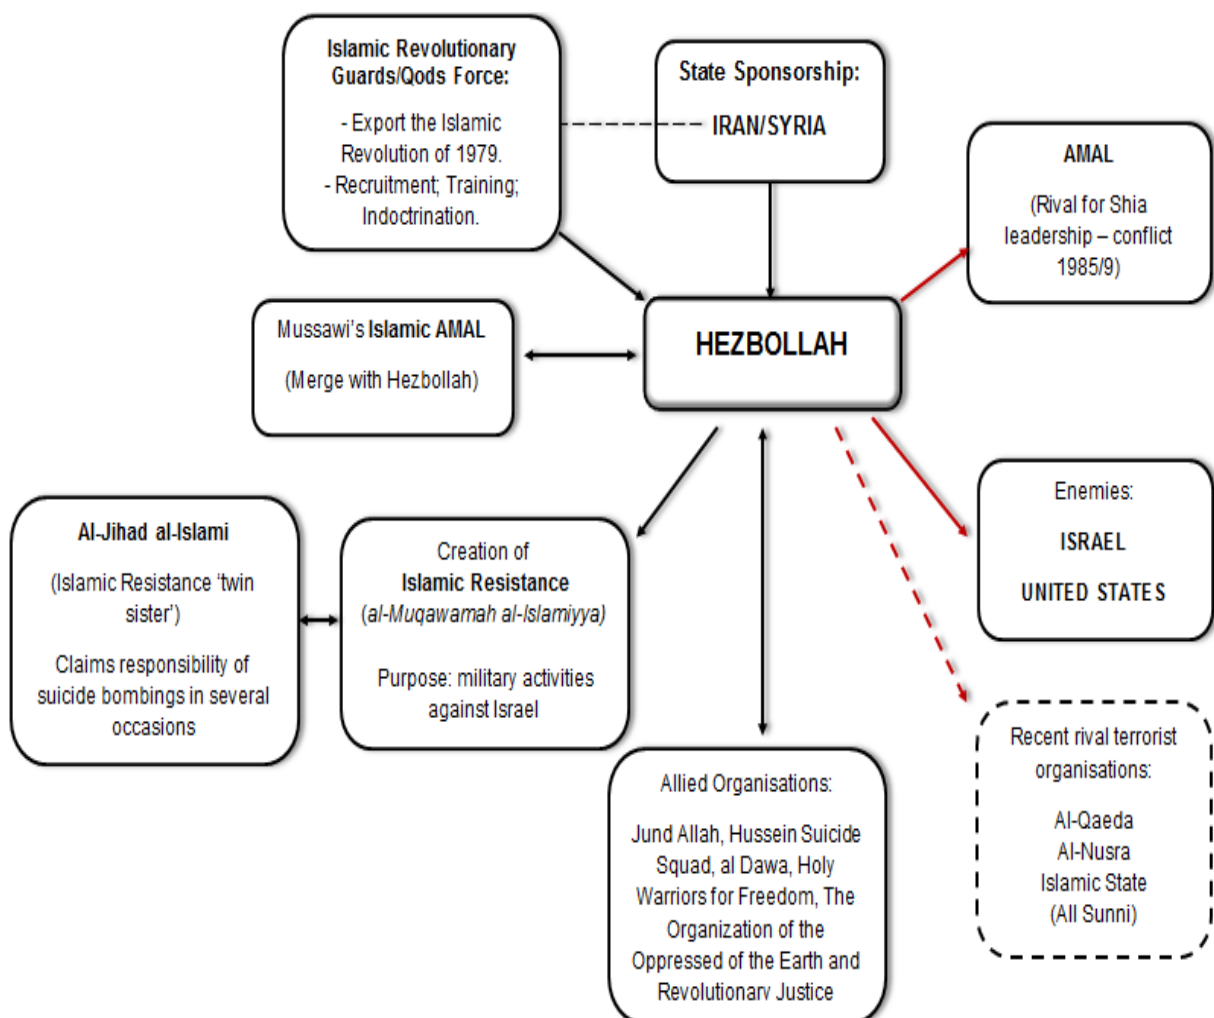 Islamic Revolutionary
Guards/Qods Force:
- Export the Islamic
Revolution of 1979.
- Recruitment; Training;
Indoctrination.
State Sponsorship:
IRAN/SYRIA
AMAL
(Rival for Shia
leadership – conflict
1985/9)
Mussawi's Islamic AMAL
(Merge with Hezbollah)
HEZBOLLAH
Enemies:
ISRAEL
UNITED STATES
Al-Jihad al-Islami
(Islamic Resistance ‘twin
sister’)
Claims responsibility of
suicide bombings in several
occasions
Creation of
Islamic Resistance
(al-Muqawamah al-Islamiyya)
Purpose: military activities
against Israel
Allied Organisations:
Jund Allah, Hussein Suicide
Squad, al Dawa, Holy
Warriors for Freedom, The
Organization of the
Oppressed of the Earth and
Revolutionary Justice
Recent rival terrorist
organisations:
Al-Qaeda
Al-Nusra
Islamic State
(All Sunni)